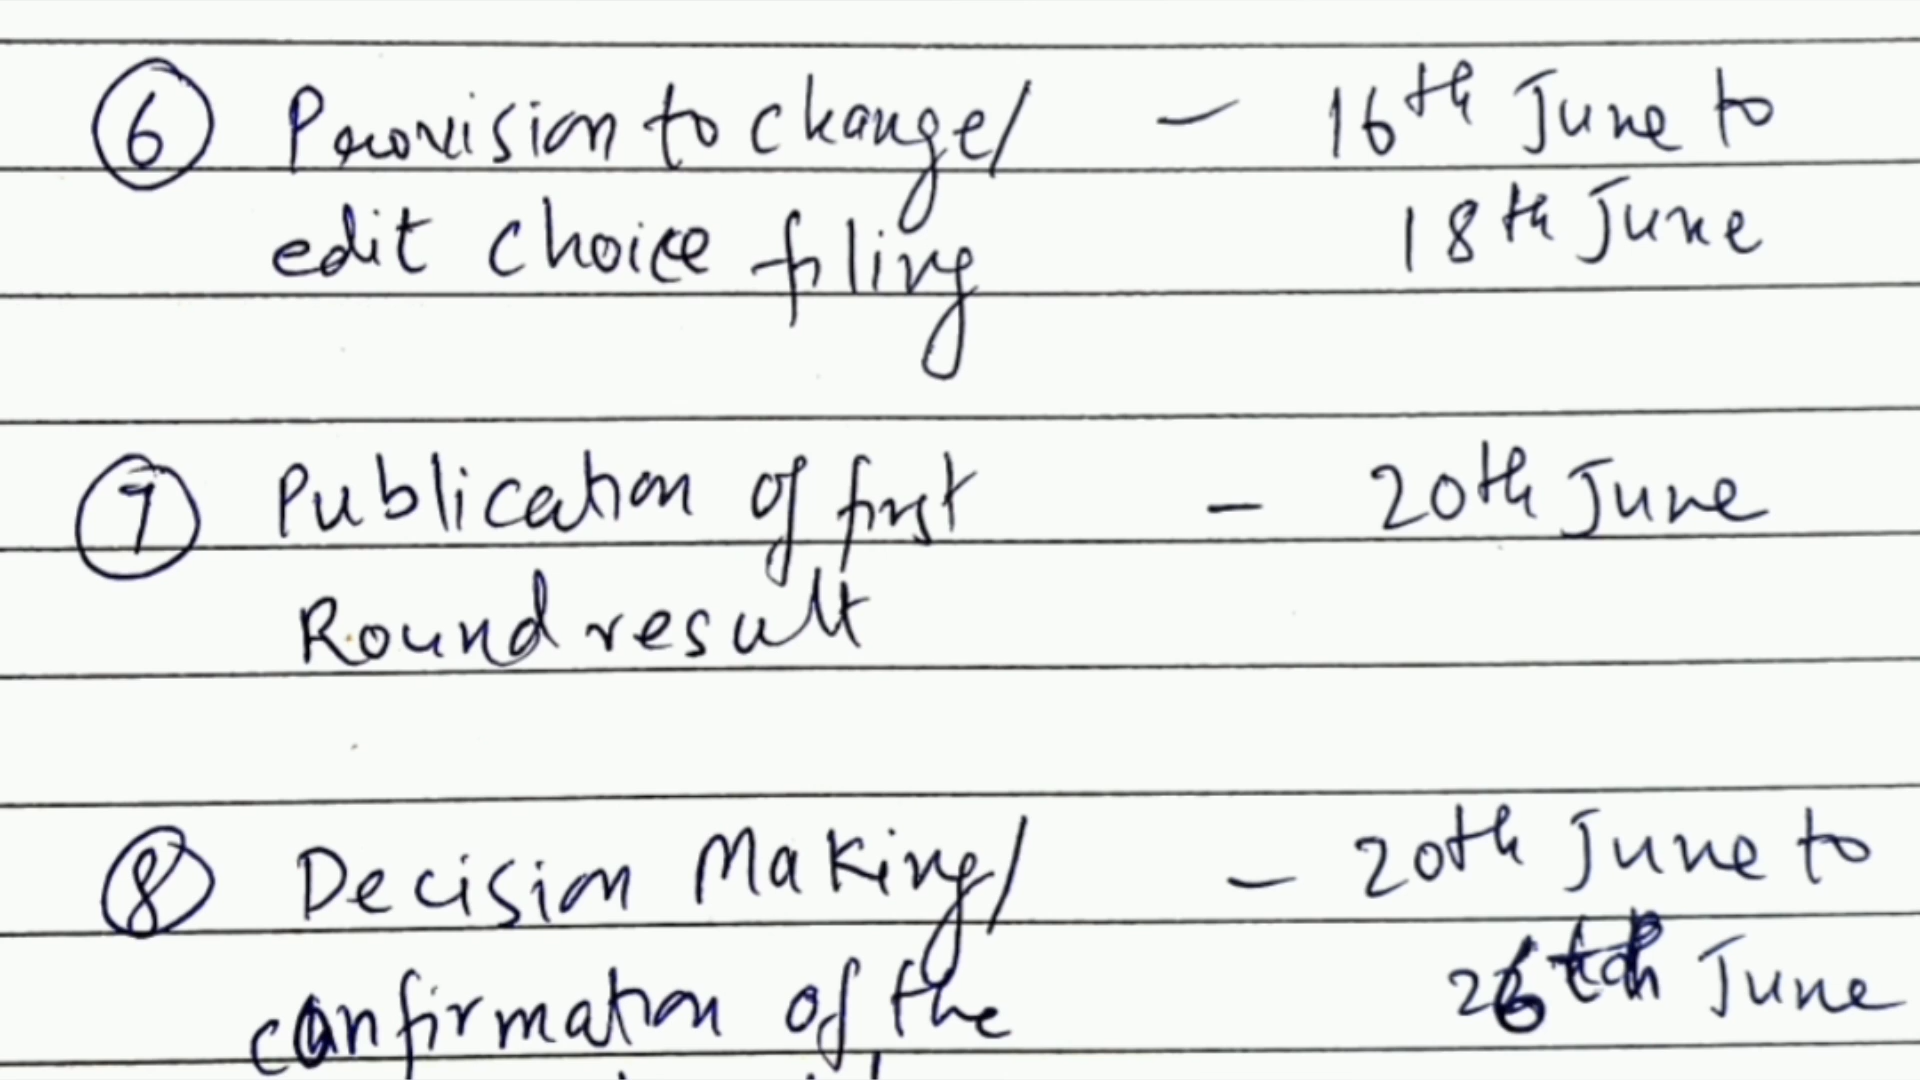 6 Provision to change/ - 16th June to
edit choice filing 18th June
7 Publication of first - 20th June
Round result
8 Decision Making/ - 20th June to
confirmation of the 26th June